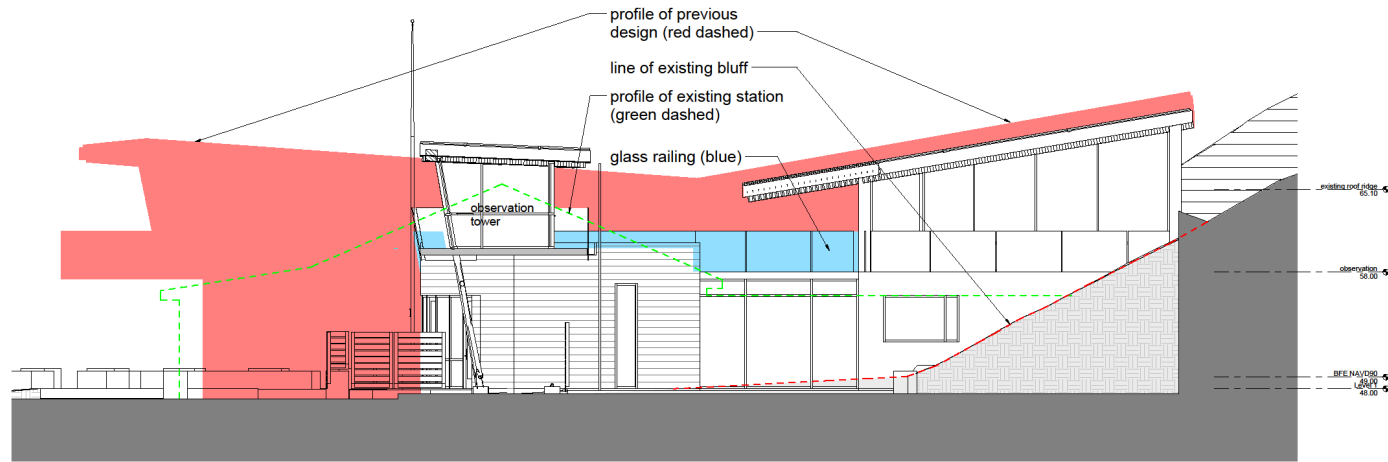 profile of previous
design (red dashed)
line of existing bluff
profile of existing station
(green dashed)
glass railing (blue)
observation
tower
existing roof ridge
65.10
observation
58.00
BFE NAVD90
49.00
Level 1
48.00